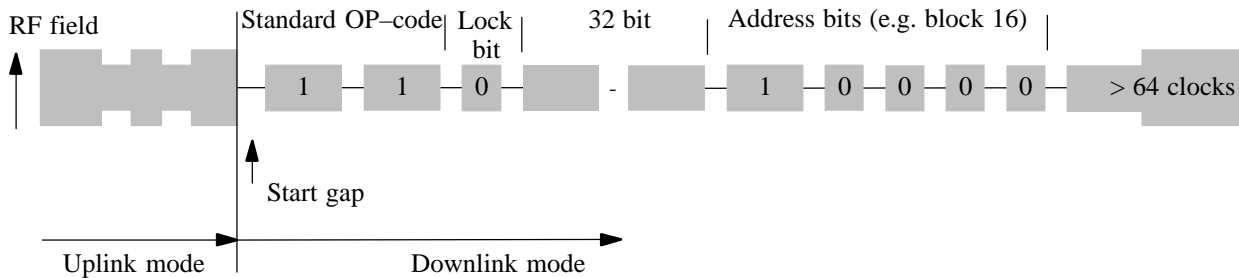 RF field
Standard OP–code
Lock
bit
32 bit
Address bits (e.g. block 16)
1 1 0 - 1 0 0 0 0 > 64 clocks
Start gap
Uplink mode
Downlink mode